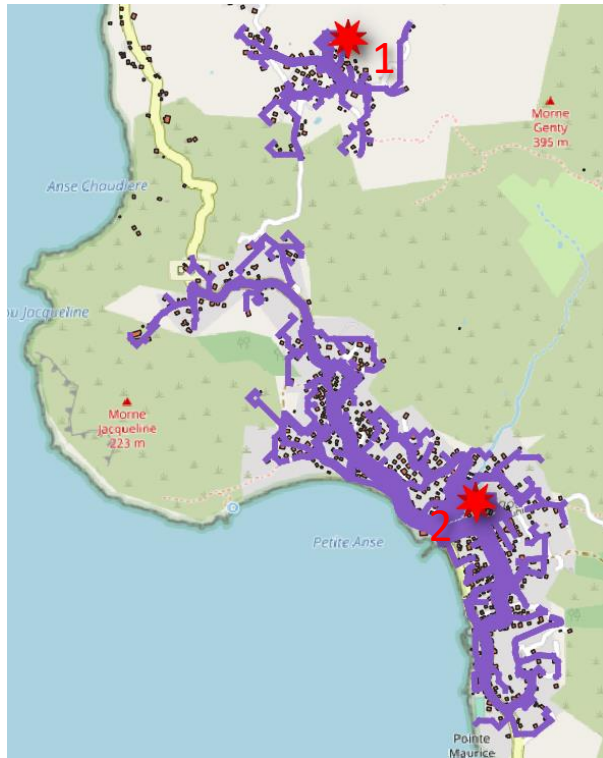 1
Morne
Genty
395 m
Anse Chaudière
ou Jacqueline
Morne
Jacqueline
223 m
2
Petite Anse
Pointe
Maurice